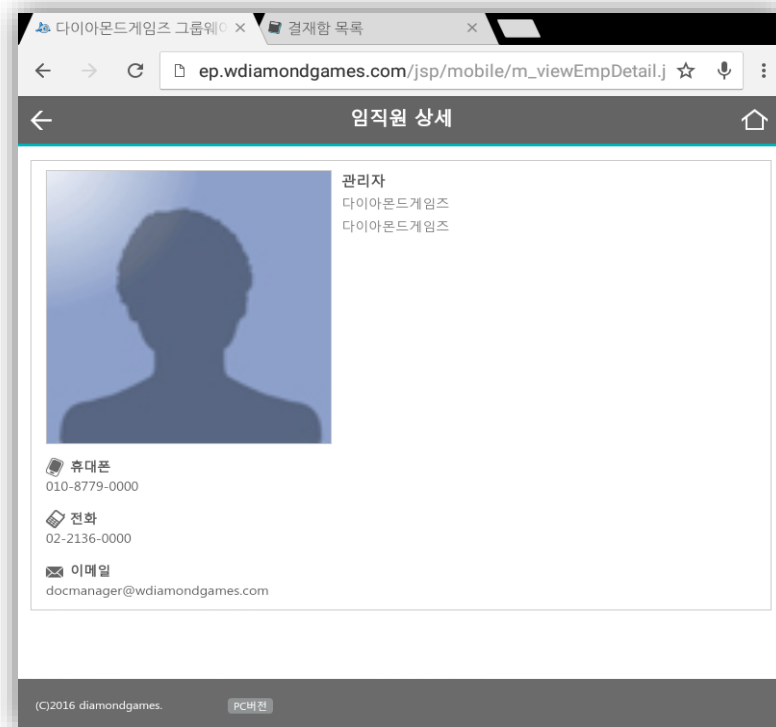 다이아몬드게임즈 그룹웨어
결재함 목록
ep.wdiamondgames.com/jsp/mobile/m_viewEmpDetail.j
임직원 상세
관리자
다이아몬드게임즈
다이아몬드게임즈
휴대폰
010-8779-0000
전화
02-2136-0000
이메일
docmanager@wdiamondgames.com
(C)2016 diamondgames.
PC버전